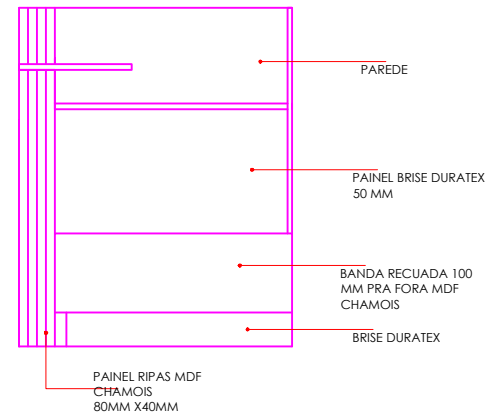 PAREDE
PAINEL BRISE DURATEX
50 MM
BANDA RECUADA 100
MM PRA FORA MDF
CHAMOIS
BRISE DURATEX
PAINEL RIPAS MDF
CHAMOIS
80MM X40MM